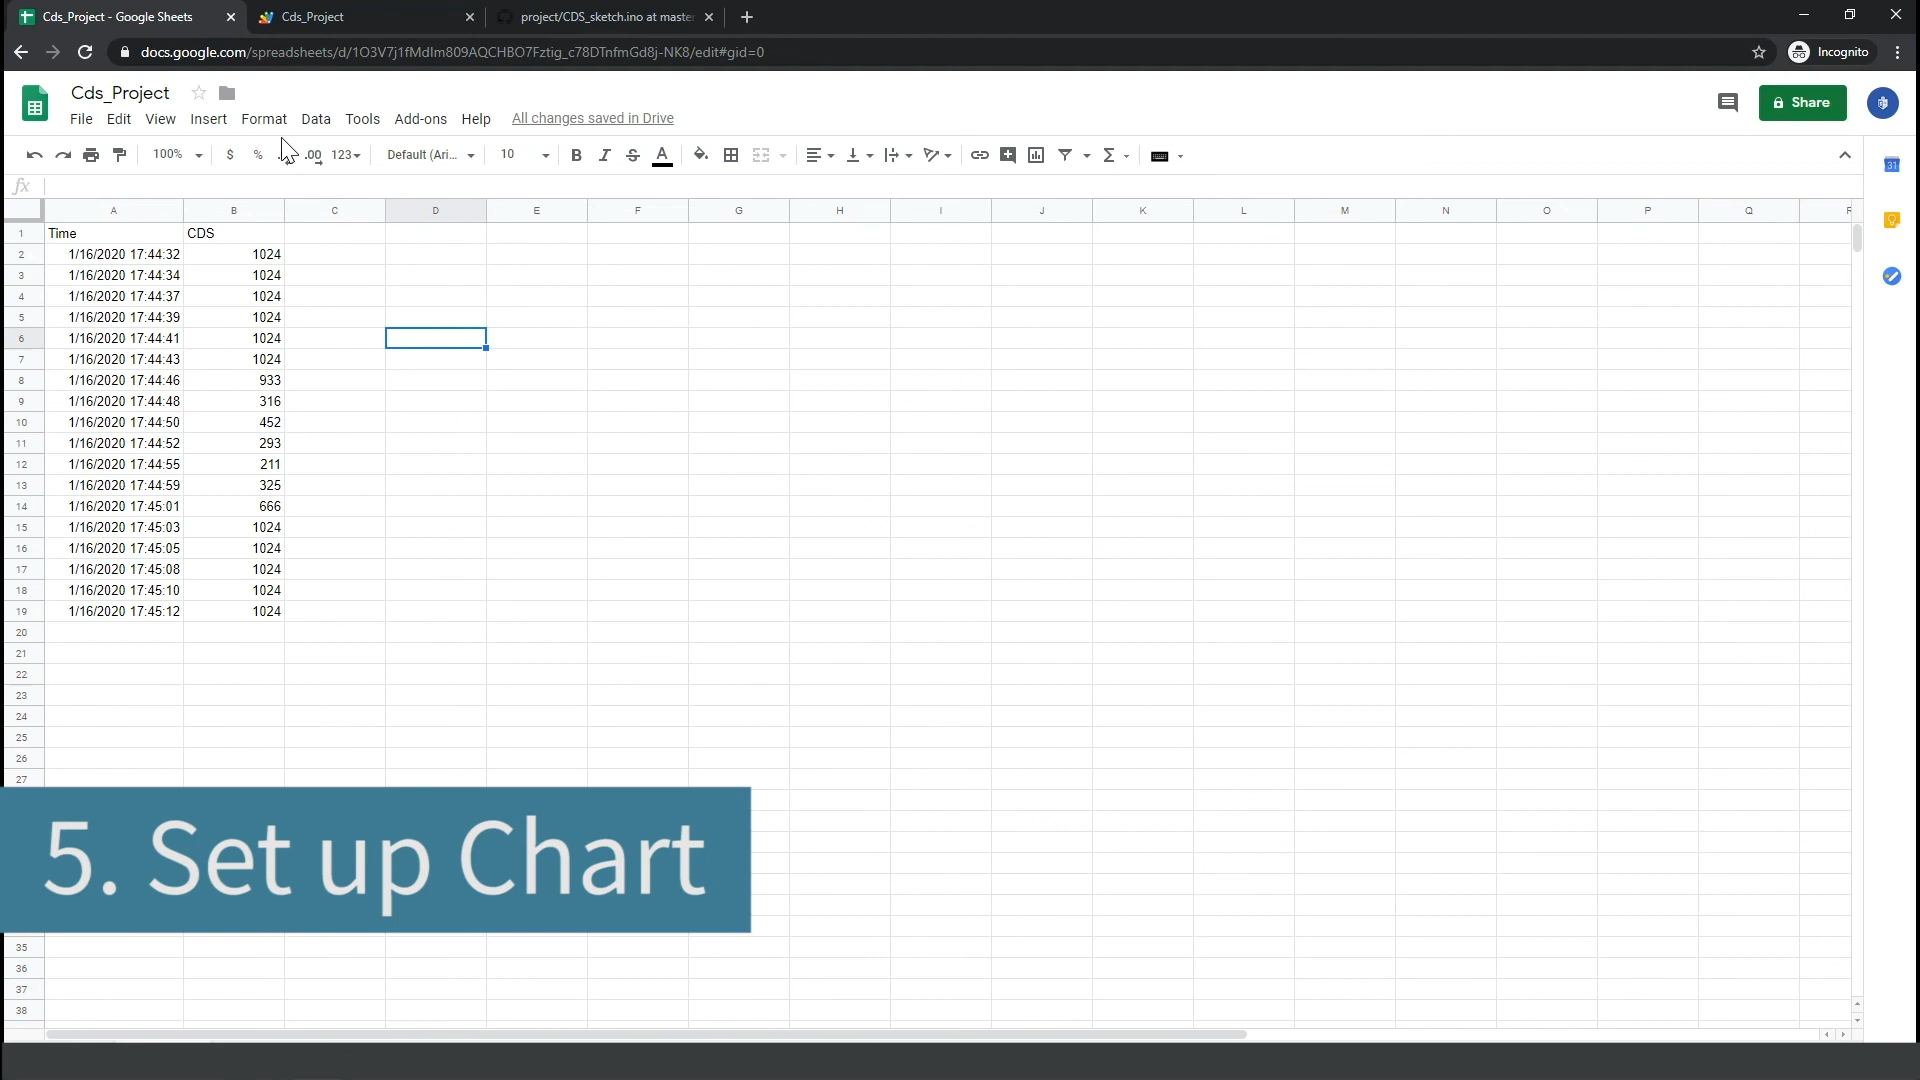 Cds_Project - Google Sheets
Cds_Project
project/CDS_sketch.ino at master
docs.google.com/spreadsheets/d/1O3V7j1fMdIm809AQCHBO7Fztig_c78DTnfmGd8j-NK8/edit#gid=0
Incognito
Cds_Project
File Edit View Insert Format Data Tools Add-ons Help All changes saved in Drive
Share
100% $ % .00 123 Default (Ari... 10 B I S A
fx
A B C D E F G H I J K L M N O P Q
1 Time CDS
2 1/16/2020 17:44:32 1024
3 1/16/2020 17:44:34 1024
4 1/16/2020 17:44:37 1024
5 1/16/2020 17:44:39 1024
6 1/16/2020 17:44:41 1024
7 1/16/2020 17:44:43 1024
8 1/16/2020 17:44:46 933
9 1/16/2020 17:44:48 316
10 1/16/2020 17:44:50 452
11 1/16/2020 17:44:52 293
12 1/16/2020 17:44:55 211
13 1/16/2020 17:44:59 325
14 1/16/2020 17:45:01 666
15 1/16/2020 17:45:03 1024
16 1/16/2020 17:45:05 1024
17 1/16/2020 17:45:08 1024
18 1/16/2020 17:45:10 1024
19 1/16/2020 17:45:12 1024
20
21
22
23
24
25
26
27
5. Set up Chart
35
36
37
38
31